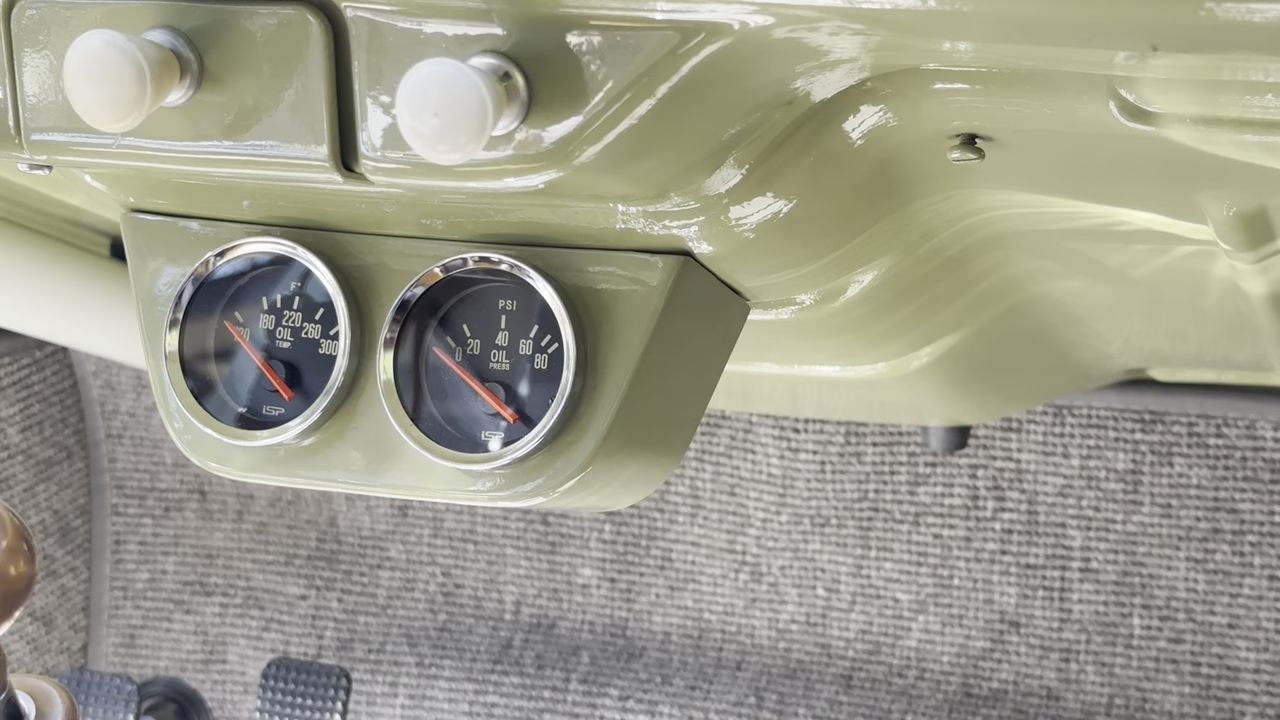 F°
180 220 260 300
OIL
TEMP.
ISP
PSI
0 20 40 60 80
OIL
PRESS
ISP